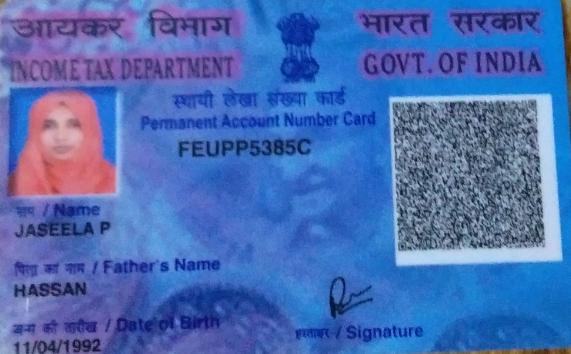 आयकर विभाग
भारत सरकार
INCOME TAX DEPARTMENT
GOVT. OF INDIA
स्थायी लेखा संख्या कार्ड
Permanent Account Number Card
FEUPP5385C
नाम / Name
JASEELA P
पिता का नाम / Father's Name
HASSAN
जन्म की तारीख / Date of Birth
11/04/1992
हस्ताक्षर / Signature